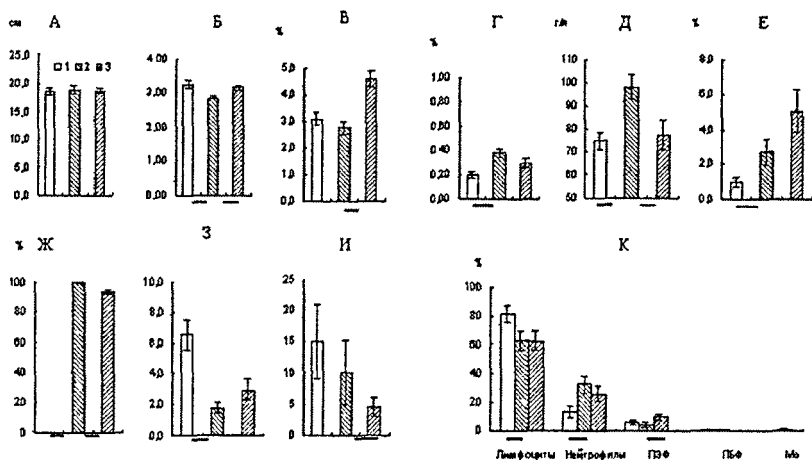 см А Б В Г г/л Д Е
% % %
25,0 4,00 5,0 1,00 110 8,0
□ 1 ▧ 2 ▨ 3
20,0 3,00 4,0 0,80 100 6,0
15,0 2,00 3,0 0,60 90 4,0
10,0 1,00 2,0 0,40 80 2,0
5,0 0,00 1,0 0,20 70 0,0
0,0 0,0 0,00 60
50
% Ж З И К
%
100 10,0 25 100
80 8,0 20 80
60 6,0 15 60
40 4,0 10 40
20 2,0 5 20
0 0,0 0 0
Лимфоциты Нейтрофилы ПЭФ ПБФ Мо